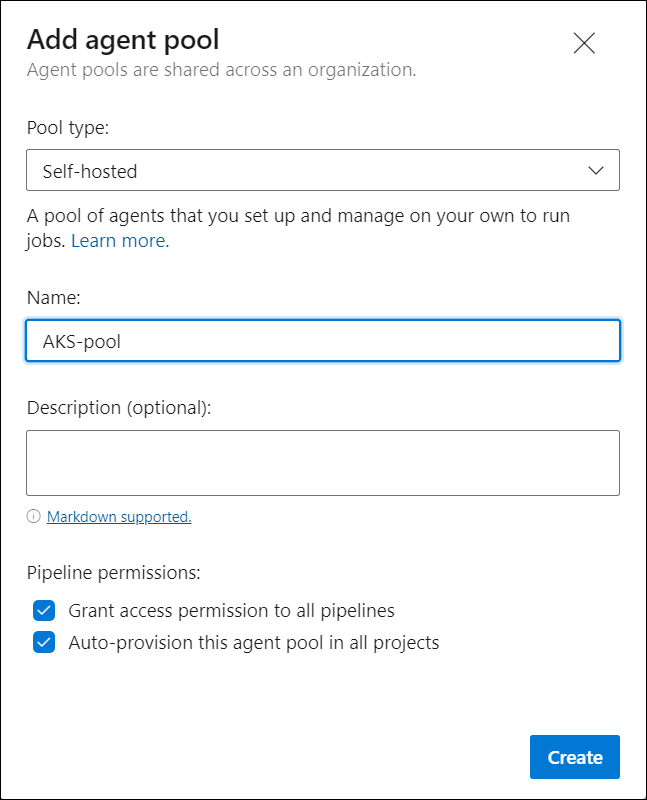 Add agent pool
Agent pools are shared across an organization.
Pool type:
Self-hosted
A pool of agents that you set up and manage on your own to run
jobs. Learn more.
Name:
AKS-pool
Description (optional):
Markdown supported.
Pipeline permissions:
Grant access permission to all pipelines
Auto-provision this agent pool in all projects
Create